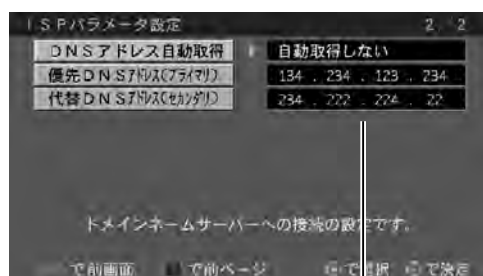 ISPパラメータ設定 2 2
DNSアドレス自動取得 自動取得しない
優先DNSアドレス(プライマリ) 134 . 234 . 123 . 234
代替DNSアドレス(セカンダリ) 234 . 222 . 224 . 22
ドメインネームサーバーへの接続の設定です。
で前画面 で前ページ で選択 で決定